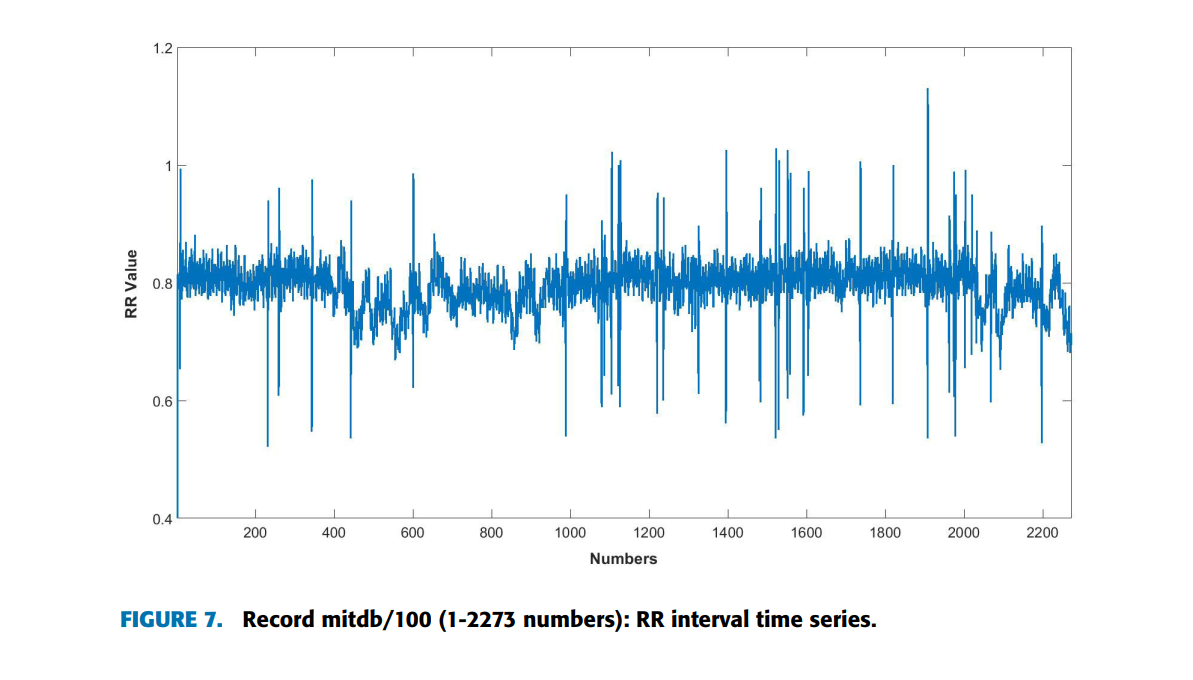 1.2
1
0.8
0.6
0.4
RR Value
200 400 600 800 1000 1200 1400 1600 1800 2000 2200
Numbers
FIGURE 7. Record mitdb/100 (1-2273 numbers): RR interval time series.